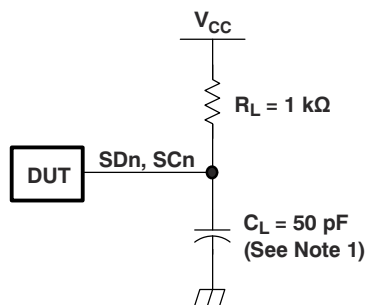 V_CC
R_L = 1 kΩ
SDn, SCn
DUT
C_L = 50 pF
(See Note 1)